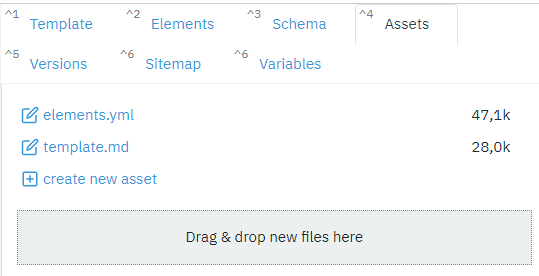 ^1 Template ^2 Elements ^3 Schema ^4 Assets
^5 Versions ^6 Sitemap ^6 Variables
elements.yml 47,1k
template.md 28,0k
create new asset
Drag & drop new files here